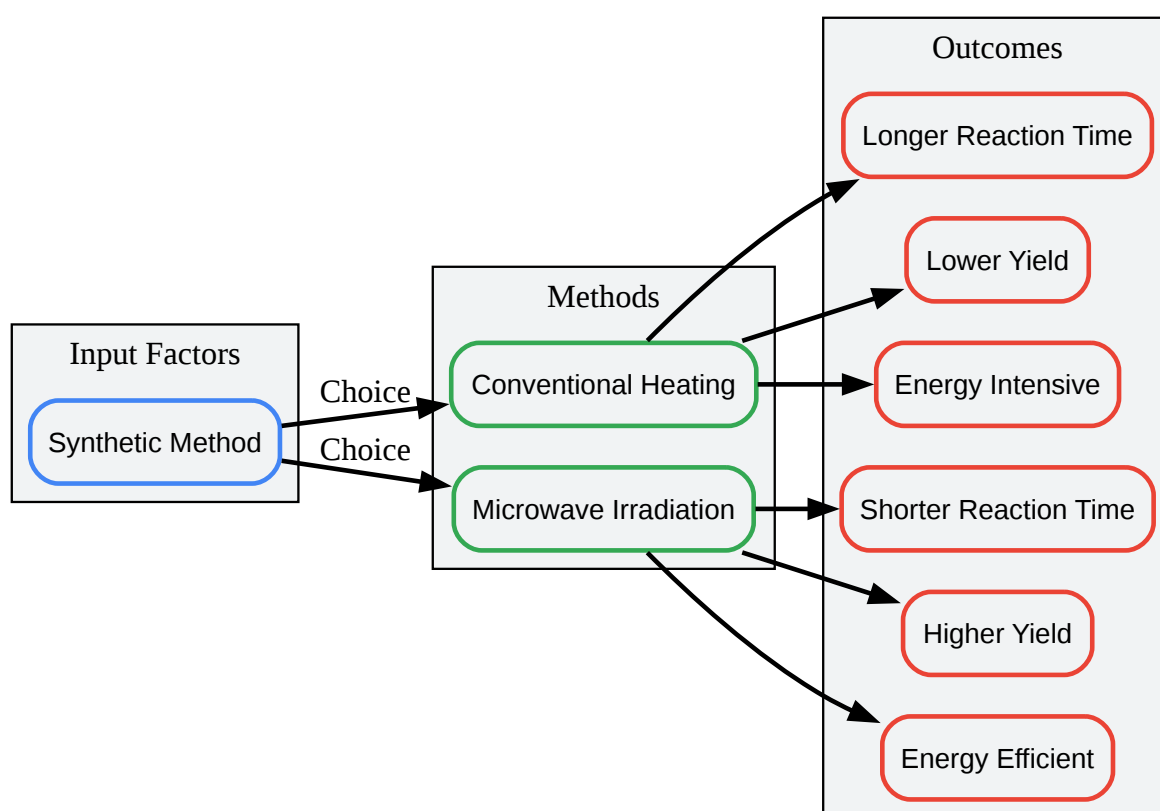 Outcomes
Longer Reaction Time
Lower Yield
Methods
Input Factors
Choice
Conventional Heating
Energy Intensive
Synthetic Method
Choice
Microwave Irradiation
Shorter Reaction Time
Higher Yield
Energy Efficient